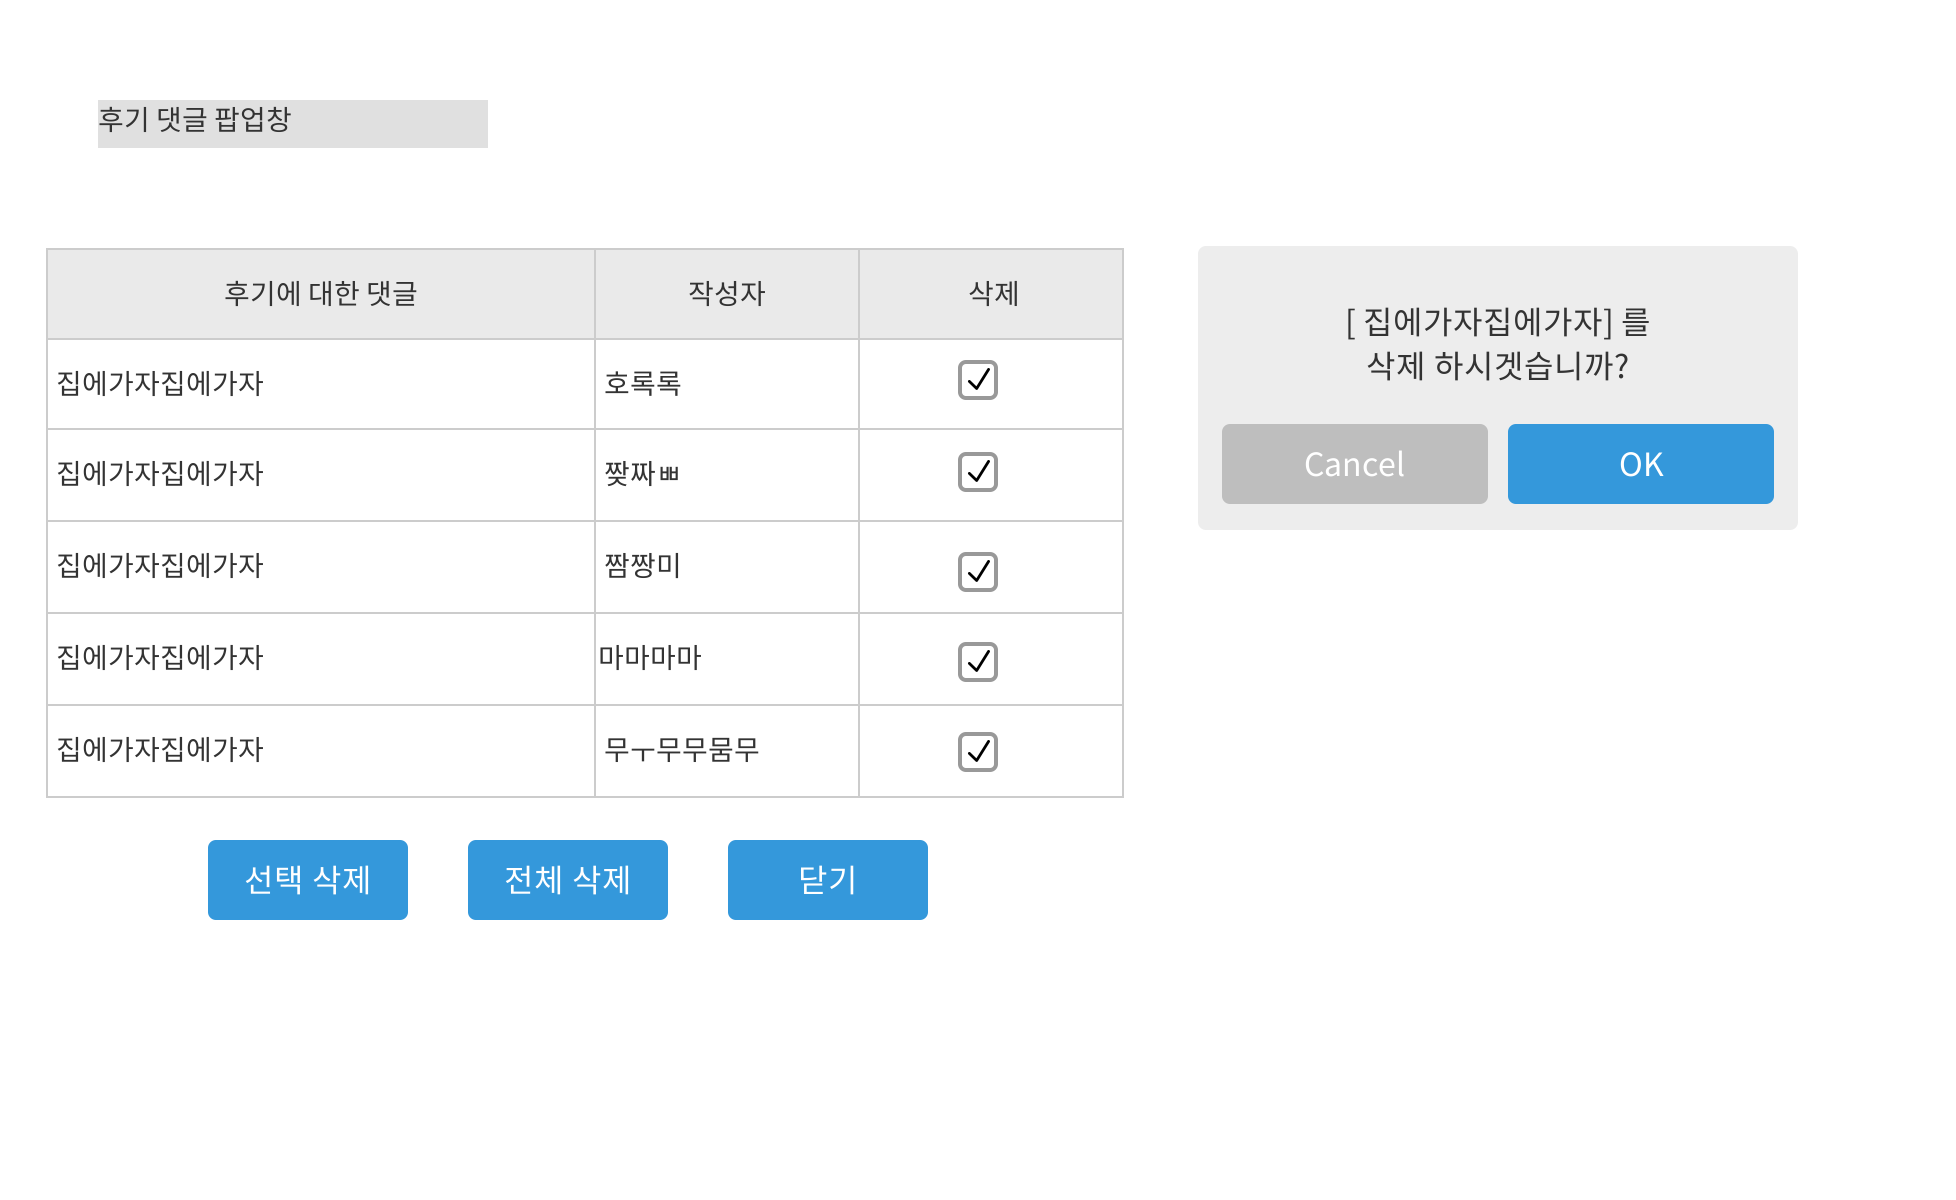 후기 댓글 팝업창
후기에 대한 댓글 작성자 삭제
집에가자집에가자 호록록
집에가자집에가자 짲짜ㅃ
집에가자집에가자 짬짱미
집에가자집에가자 마마마마
집에가자집에가자 무ㅜ무무뭄무
선택 삭제 전체 삭제 닫기
[ 집에가자집에가자] 를
삭제 하시겟습니까?
Cancel OK